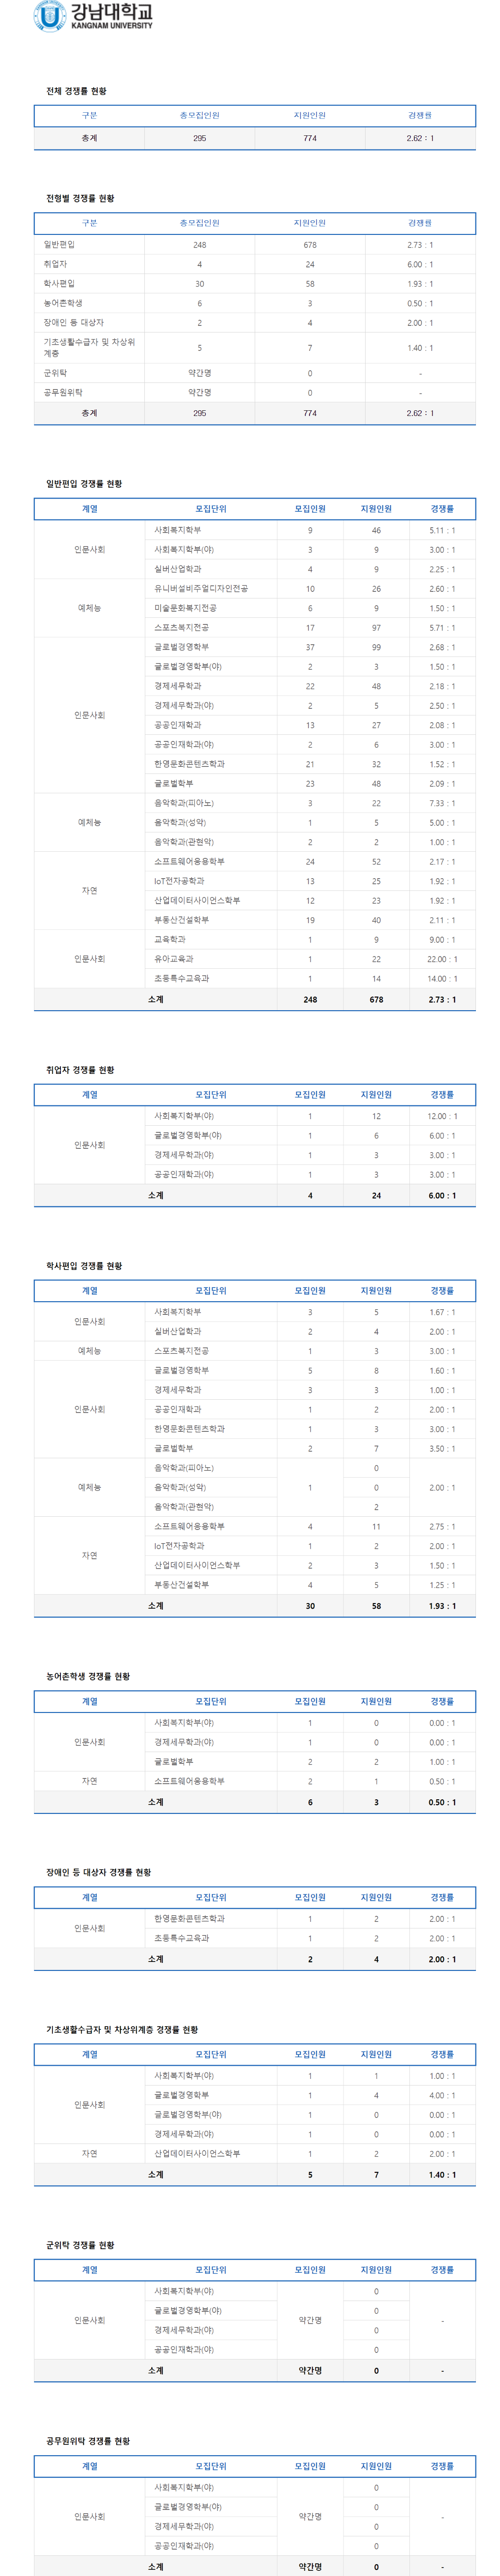 강남대학교
KANGNAM UNIVERSITY
전체 경쟁률 현황
구분 총모집인원 지원인원 경쟁률
총계 295 774 2.62 : 1
전형별 경쟁률 현황
구분 총모집인원 지원인원 경쟁률
일반편입 248 678 2.73 : 1
취업자 4 24 6.00 : 1
학사편입 30 58 1.93 : 1
농어촌학생 6 3 0.50 : 1
장애인 등 대상자 2 4 2.00 : 1
기초생활수급자 및 차상위
계층 5 7 1.40 : 1
군위탁 약간명 0 -
공무원위탁 약간명 0 -
총계 295 774 2.62 : 1
일반편입 경쟁률 현황
계열 모집단위 모집인원 지원인원 경쟁률
인문사회 사회복지학부 9 46 5.11 : 1
사회복지학부(야) 3 9 3.00 : 1
실버산업학과 4 9 2.25 : 1
예체능 유니버설비주얼디자인전공 10 26 2.60 : 1
미술문화복지전공 6 9 1.50 : 1
스포츠복지전공 17 97 5.71 : 1
인문사회 글로벌경영학부 37 99 2.68 : 1
글로벌경영학부(야) 2 3 1.50 : 1
경제세무학과 22 48 2.18 : 1
경제세무학과(야) 2 5 2.50 : 1
공공인재학과 13 27 2.08 : 1
공공인재학과(야) 2 6 3.00 : 1
한영문화콘텐츠학과 21 32 1.52 : 1
글로벌학부 23 48 2.09 : 1
예체능 음악학과(피아노) 3 22 7.33 : 1
음악학과(성악) 1 5 5.00 : 1
음악학과(관현악) 2 2 1.00 : 1
자연 소프트웨어응용학부 24 52 2.17 : 1
IoT전자공학과 13 25 1.92 : 1
산업데이터사이언스학부 12 23 1.92 : 1
부동산건설학부 19 40 2.11 : 1
인문사회 교육학과 1 9 9.00 : 1
유아교육과 1 22 22.00 : 1
초등특수교육과 1 14 14.00 : 1
소계 248 678 2.73 : 1
취업자 경쟁률 현황
계열 모집단위 모집인원 지원인원 경쟁률
인문사회 사회복지학부(야) 1 12 12.00 : 1
글로벌경영학부(야) 1 6 6.00 : 1
경제세무학과(야) 1 3 3.00 : 1
공공인재학과(야) 1 3 3.00 : 1
소계 4 24 6.00 : 1
학사편입 경쟁률 현황
계열 모집단위 모집인원 지원인원 경쟁률
인문사회 사회복지학부 3 5 1.67 : 1
실버산업학과 2 4 2.00 : 1
예체능 스포츠복지전공 1 3 3.00 : 1
인문사회 글로벌경영학부 5 8 1.60 : 1
경제세무학과 3 3 1.00 : 1
공공인재학과 1 2 2.00 : 1
한영문화콘텐츠학과 1 3 3.00 : 1
글로벌학부 2 7 3.50 : 1
예체능 음악학과(피아노) 1 0 2.00 : 1
음악학과(성악) 0
음악학과(관현악) 2
자연 소프트웨어응용학부 4 11 2.75 : 1
IoT전자공학과 1 2 2.00 : 1
산업데이터사이언스학부 2 3 1.50 : 1
부동산건설학부 4 5 1.25 : 1
소계 30 58 1.93 : 1
농어촌학생 경쟁률 현황
계열 모집단위 모집인원 지원인원 경쟁률
인문사회 사회복지학부(야) 1 0 0.00 : 1
경제세무학과(야) 1 0 0.00 : 1
글로벌학부 2 2 1.00 : 1
자연 소프트웨어응용학부 2 1 0.50 : 1
소계 6 3 0.50 : 1
장애인 등 대상자 경쟁률 현황
계열 모집단위 모집인원 지원인원 경쟁률
인문사회 한영문화콘텐츠학과 1 2 2.00 : 1
초등특수교육과 1 2 2.00 : 1
소계 2 4 2.00 : 1
기초생활수급자 및 차상위계층 경쟁률 현황
계열 모집단위 모집인원 지원인원 경쟁률
인문사회 사회복지학부(야) 1 1 1.00 : 1
글로벌경영학부 1 4 4.00 : 1
글로벌경영학부(야) 1 0 0.00 : 1
경제세무학과(야) 1 0 0.00 : 1
자연 산업데이터사이언스학부 1 2 2.00 : 1
소계 5 7 1.40 : 1
군위탁 경쟁률 현황
계열 모집단위 모집인원 지원인원 경쟁률
인문사회 사회복지학부(야) 약간명 0 -
글로벌경영학부(야) 0
경제세무학과(야) 0
공공인재학과(야) 0
소계 약간명 0 -
공무원위탁 경쟁률 현황
계열 모집단위 모집인원 지원인원 경쟁률
인문사회 사회복지학부(야) 약간명 0 -
글로벌경영학부(야) 0
경제세무학과(야) 0
공공인재학과(야) 0
소계 약간명 0 -